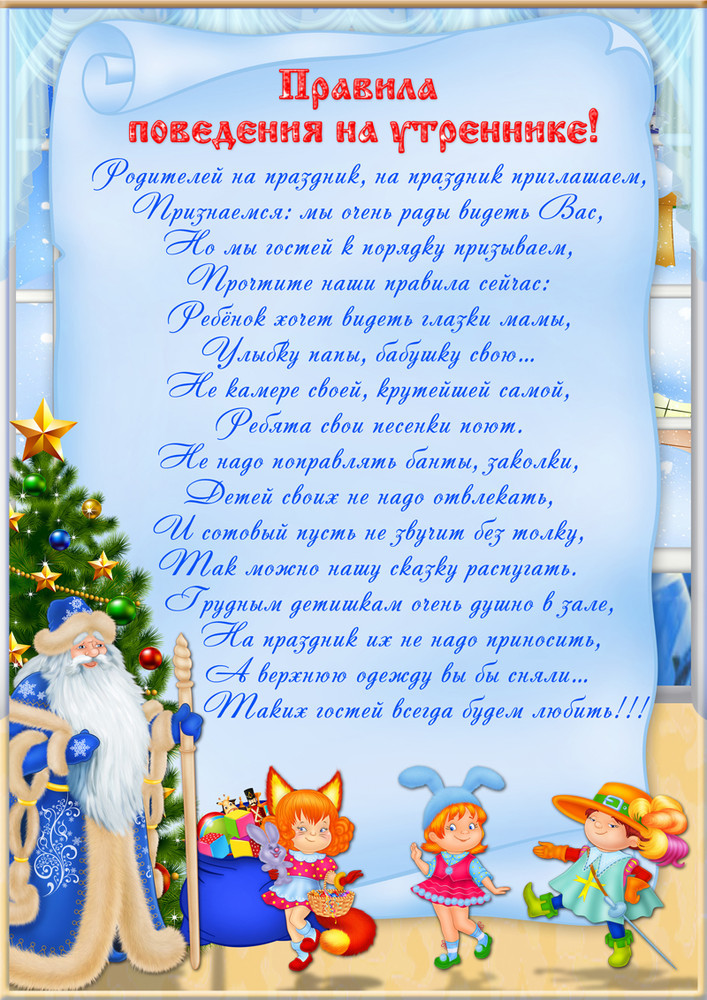 Правила
поведения на утреннике!
Родителей на праздник, на праздник приглашаем,
Признаемся: мы очень рады видеть Вас,
Но мы гостей к порядку призываем,
Прочтите наши правила сейчас:
Ребёнок хочет видеть глазки мамы,
Улыбку папы, бабушку свою...
Не камере своей, крутейшей самой,
Ребята свои песенки поют.
Не надо поправлять банты, заколки,
Детей своих не надо отвлекать,
И сотовый пусть не звучит без толку,
Так можно нашу сказку распугать.
Грудным детишкам очень душно в зале,
На праздник их не надо приносить,
А верхнюю одежду вы бы сняли...
Таких гостей всегда будем любить!!!